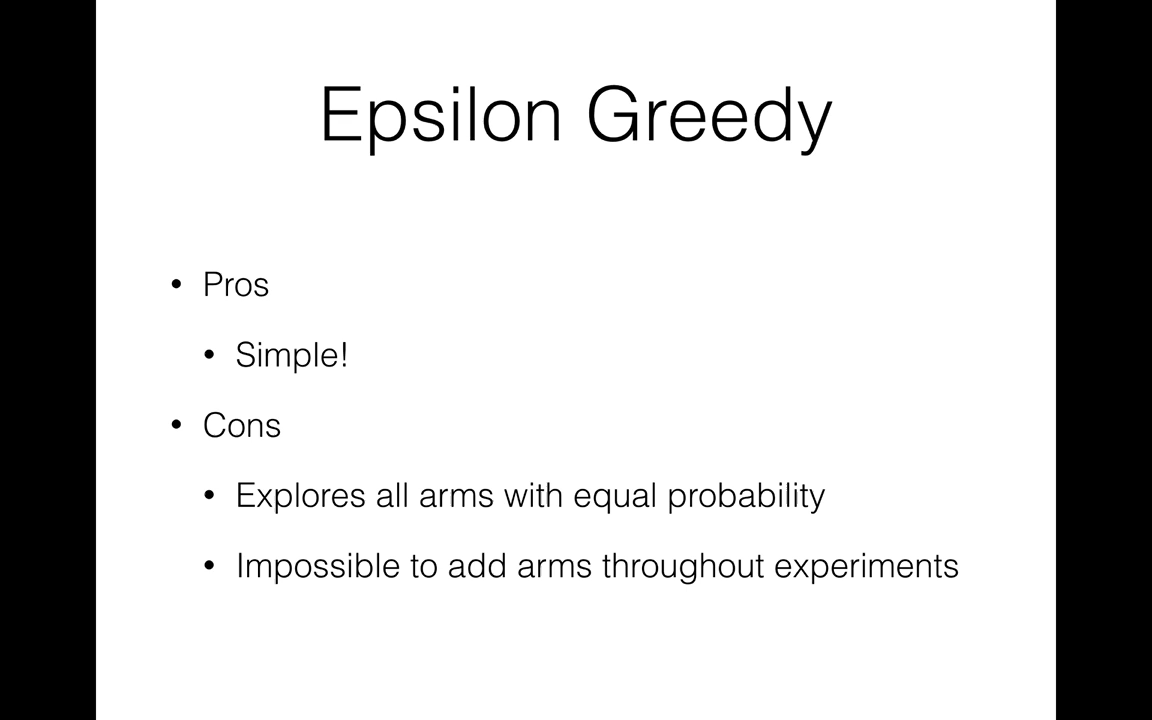 Epsilon Greedy
• Pros
• Simple!
• Cons
• Explores all arms with equal probability
• Impossible to add arms throughout experiments